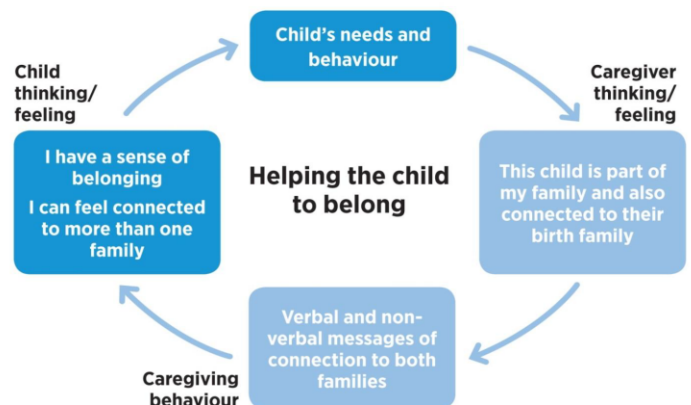 Child's needs and
behaviour
Child
thinking/
feeling
Caregiver
thinking/
feeling
I have a sense of
belonging
I can feel connected
to more than one
family
Helping the child
to belong
This child is part of
my family and also
connected to their
birth family
Verbal and non-
verbal messages of
connection to both
families
Caregiving
behaviour